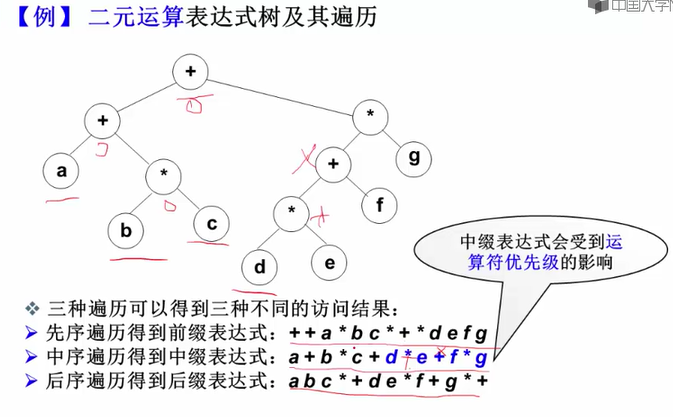 中国大学
【例】 二元运算表达式树及其遍历
+
+
*
a
*
+
g
b
c
*
f
d
e
中缀表达式会受到运
算符优先级的影响
❖ 三种遍历可以得到三种不同的访问结果：
➢ 先序遍历得到前缀表达式：++a*bc*+*defg
➢ 中序遍历得到中缀表达式：a+b*c+d*e+f*g
➢ 后序遍历得到后缀表达式：abc*+de*f+g*+